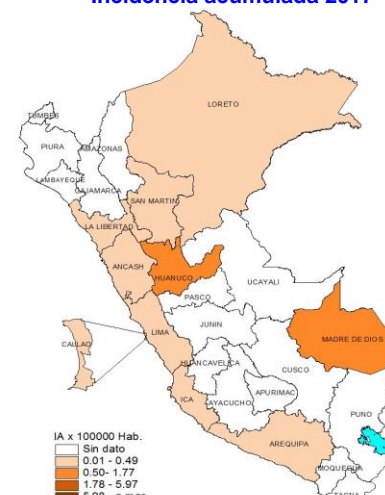 Incidencia acumulada 2017
LORETO
TUMBES
PIURA
AMAZONAS
LAMBAYEQUE
CAJAMARCA
SAN MARTIN
LA LIBERTAD
ANCASH
HUANUCO
UCAYALI
PASCO
JUNIN
LIMA
CALLAO
MADRE DE DIOS
HUANCAVELICA
CUSCO
ICA
AYACUCHO
APURIMAC
PUNO
AREQUIPA
MOQUEGUA
TACNA
IA x 100000 Hab.
Sin dato
0.01 - 0.49
0.50- 1.77
1.78 - 5.97